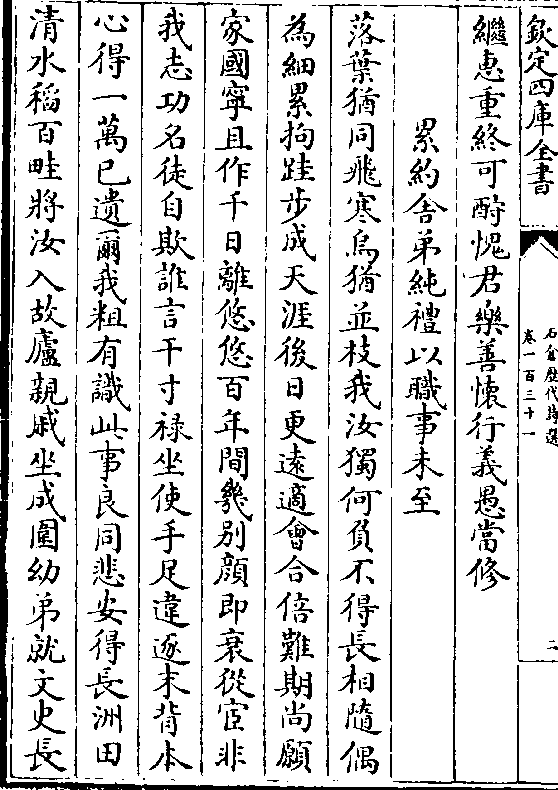 欽定四庫全書
石倉歷代詩選
卷一百三十一
二
繼惠重終可酧愧君樂善懷行義愚當修
累約舍弟純禮以職事未至
落葉猶同飛寒烏猶並枝我汝獨何負不得長相隨偶
為細累拘跬步成天涯後日更遠適會合倍難期尚願
家國寧且作千日離悠悠百年間幾别顔即衰從宦非
我志功名徒自欺誰言干寸禄坐使手足違逐末背本
心得一萬已遺爾我粗有識此事良同悲安得長洲田
清水稻百畦將汝入故廬親戚坐成圍幼弟就文史長